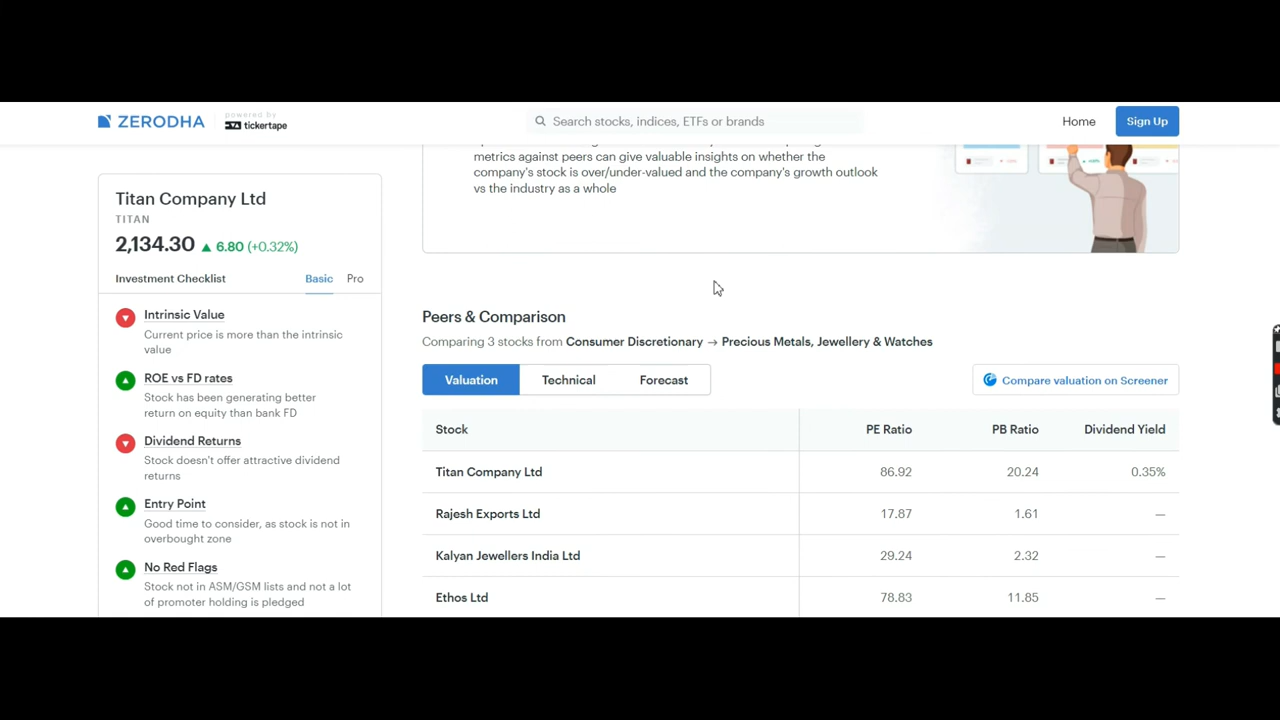 ZERODHA
powered by
tickertape
Search stocks, indices, ETFs or brands
Home
Sign Up
metrics against peers can give valuable insights on whether the
company's stock is over/under-valued and the company's growth outlook
vs the industry as a whole
Titan Company Ltd
TITAN
2,134.30 ▲ 6.80 (+0.32%)
Investment Checklist Basic Pro
Intrinsic Value
Current price is more than the intrinsic
value
ROE vs FD rates
Stock has been generating better
return on equity than bank FD
Dividend Returns
Stock doesn't offer attractive dividend
returns
Entry Point
Good time to consider, as stock is not in
overbought zone
No Red Flags
Stock not in ASM/GSM lists and not a lot
of promoter holding is pledged
Peers & Comparison
Comparing 3 stocks from Consumer Discretionary → Precious Metals, Jewellery & Watches
Valuation Technical Forecast
Compare valuation on Screener
Stock PE Ratio PB Ratio Dividend Yield
Titan Company Ltd 86.92 20.24 0.35%
Rajesh Exports Ltd 17.87 1.61 —
Kalyan Jewellers India Ltd 29.24 2.32 —
Ethos Ltd 78.83 11.85 —